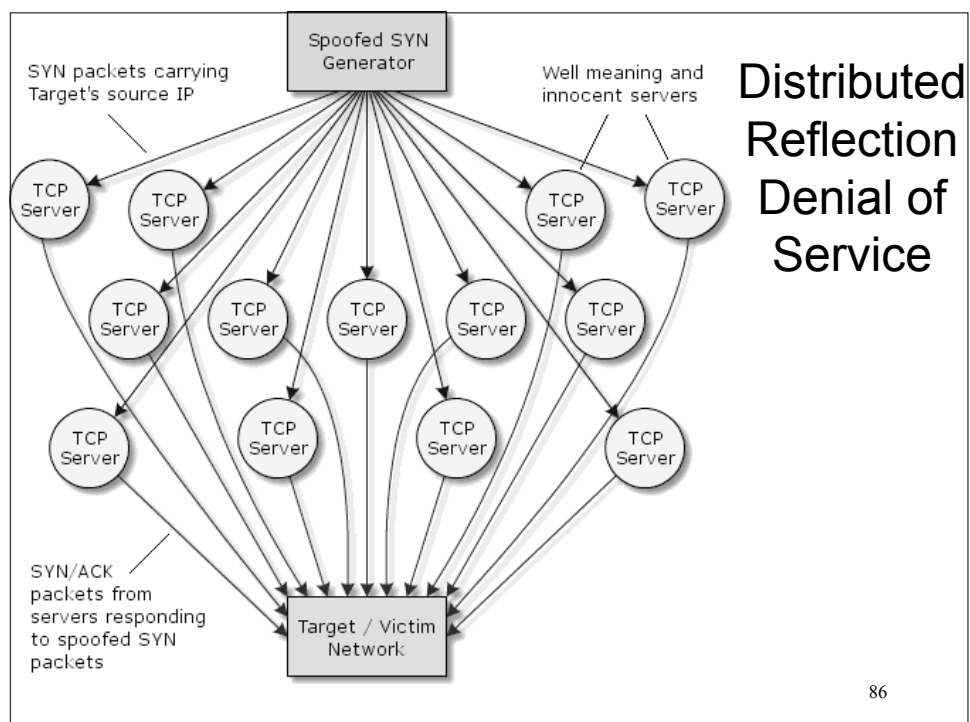 Spoofed SYN
Generator
SYN packets carrying
Target's source IP
Well meaning and
innocent servers
Distributed
Reflection
Denial of
Service
TCP
Server
TCP
Server
TCP
Server
TCP
Server
TCP
Server
TCP
Server
TCP
Server
TCP
Server
TCP
Server
TCP
Server
TCP
Server
TCP
Server
TCP
Server
SYN/ACK
packets from
servers responding
to spoofed SYN
packets
Target / Victim
Network
86